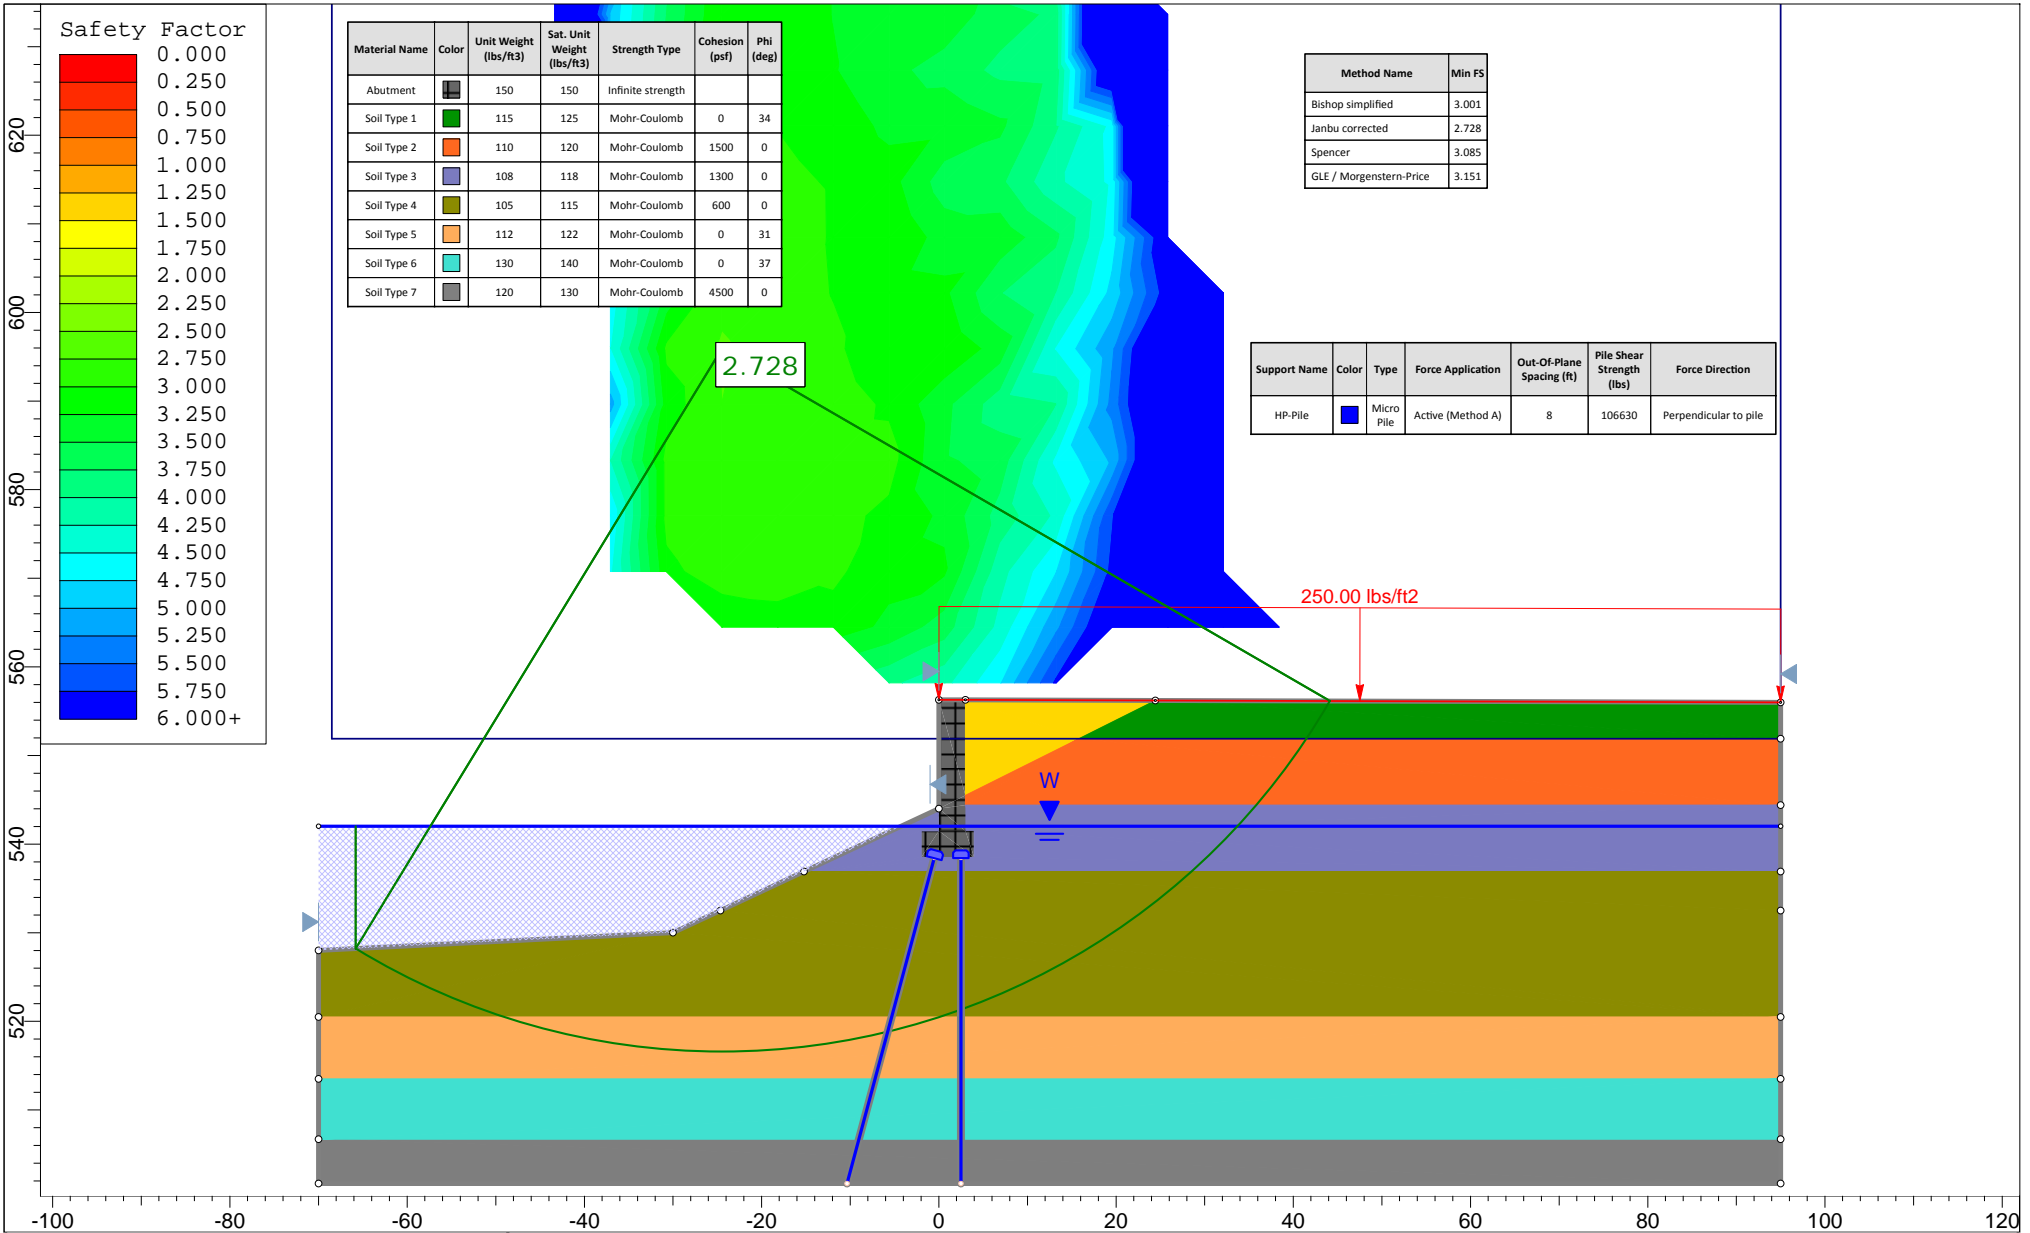 Safety Factor
0.000
0.250
0.500
0.750
1.000
1.250
1.500
1.750
2.000
2.250
2.500
2.750
3.000
3.250
3.500
3.750
4.000
4.250
4.500
4.750
5.000
5.250
5.500
5.750
6.000+
Material Name Color Unit Weight (lbs/ft3) Sat. Unit Weight (lbs/ft3) Strength Type Cohesion (psf) Phi (deg)
Abutment 150 150 Infinite strength
Soil Type 1 115 125 Mohr-Coulomb 0 34
Soil Type 2 110 120 Mohr-Coulomb 1500 0
Soil Type 3 108 118 Mohr-Coulomb 1300 0
Soil Type 4 105 115 Mohr-Coulomb 600 0
Soil Type 5 112 122 Mohr-Coulomb 0 31
Soil Type 6 130 140 Mohr-Coulomb 0 37
Soil Type 7 120 130 Mohr-Coulomb 4500 0
Method Name Min FS
Bishop simplified 3.001
Janbu corrected 2.728
Spencer 3.085
GLE / Morgenstern-Price 3.151
Support Name Color Type Force Application Out-Of-Plane Spacing (ft) Pile Shear Strength (lbs) Force Direction
HP-Pile Micro Pile Active (Method A) 8 106630 Perpendicular to pile
2.728
250.00 lbs/ft2
W
620
600
580
560
540
520
-100 -80 -60 -40 -20 0 20 40 60 80 100 120